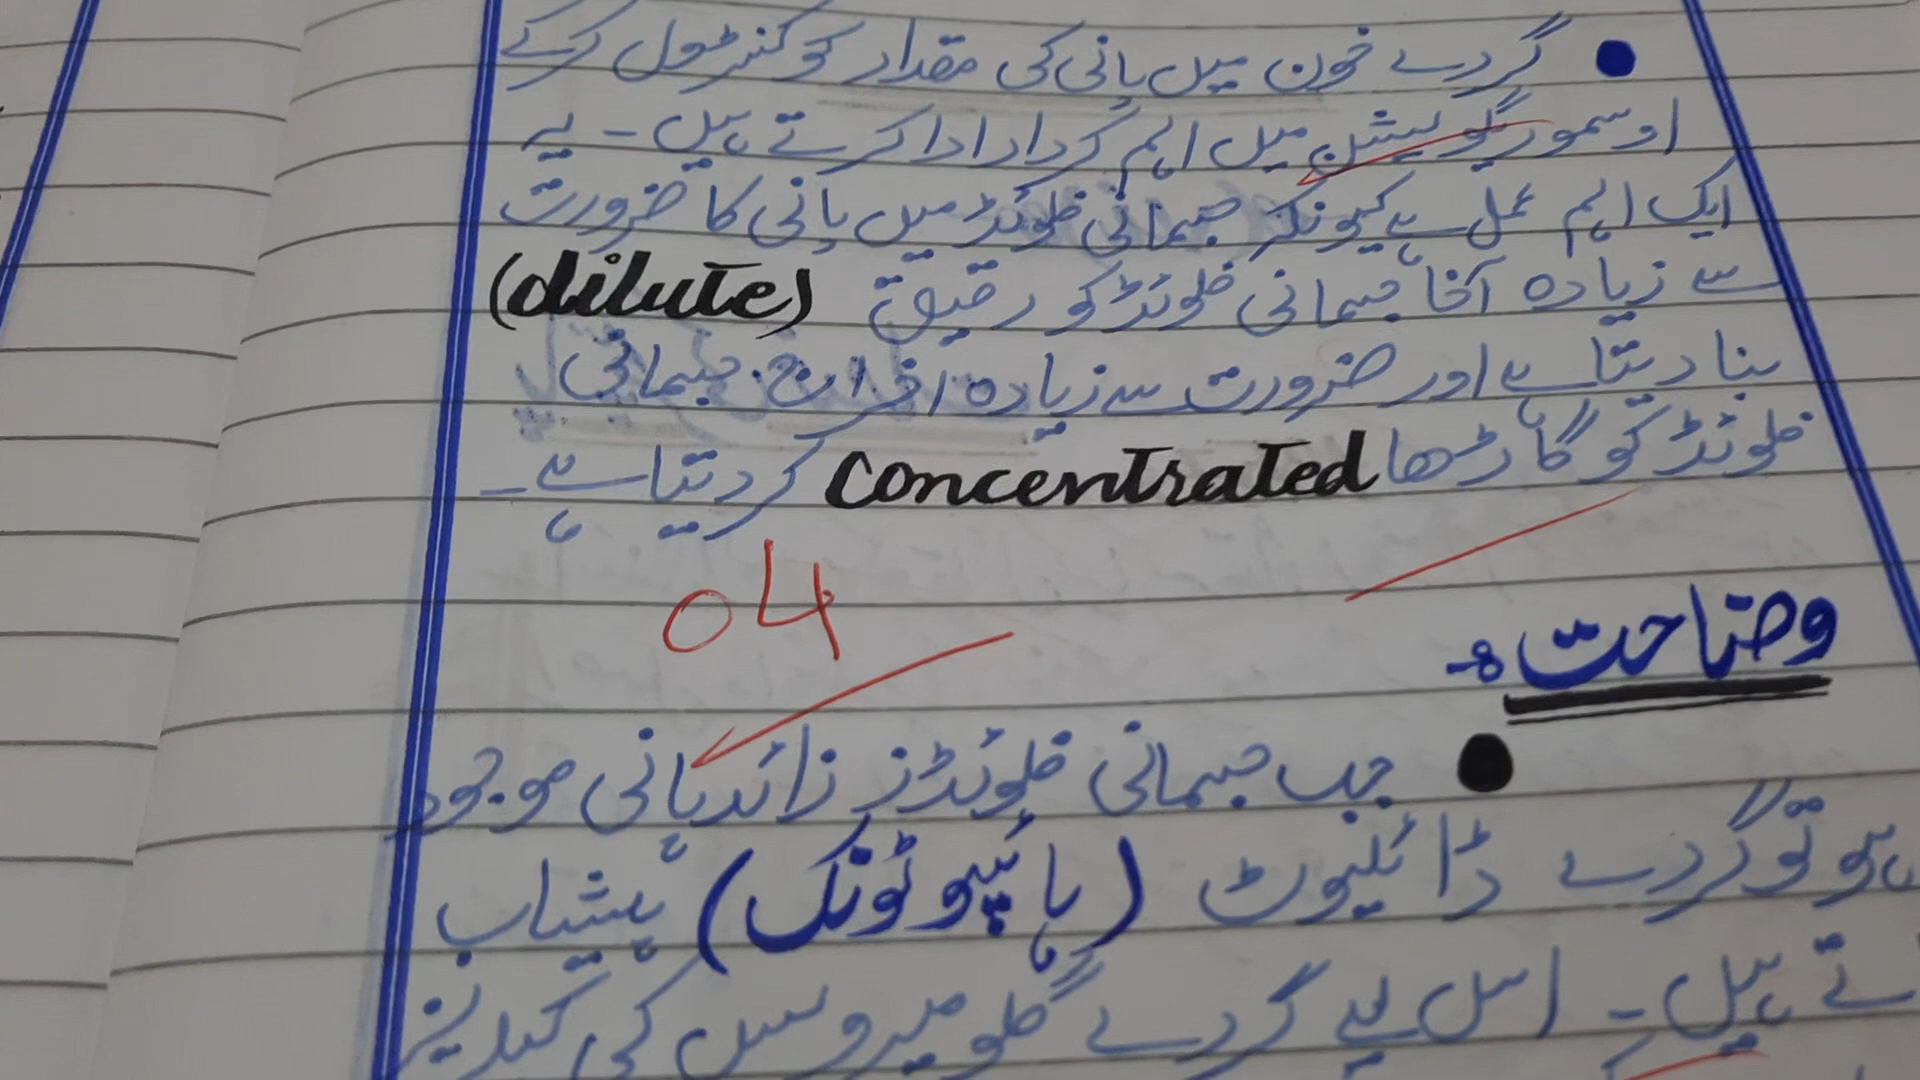 ● گردے خون میں پانی کی مقدار کو کنٹرول کرکے
اوسموریگولیشن میں اہم کردار ادا کرتے ہیں ۔ یہ
ایک اہم عمل ہے کیونکہ جسمانی فلوئڈ میں پانی کا ضرورت
سے زیادہ آخا جسمانی فلوئڈ کو رقیق (dilute)
بنا دیتا ہے اور ضرورت سے زیادہ اخراج جسمانی
فلوئڈ کو گاڑھا concentrated کر دیتا ہے ۔
04
وضاحت :-
● جب جسمانی فلوئڈز زائد پانی موجود
ہو تو گردے ڈائلیوٹ (ہائپوٹونک) پیشاب
تے ہیں ۔ اس لیے گردے گلومیرولس کی